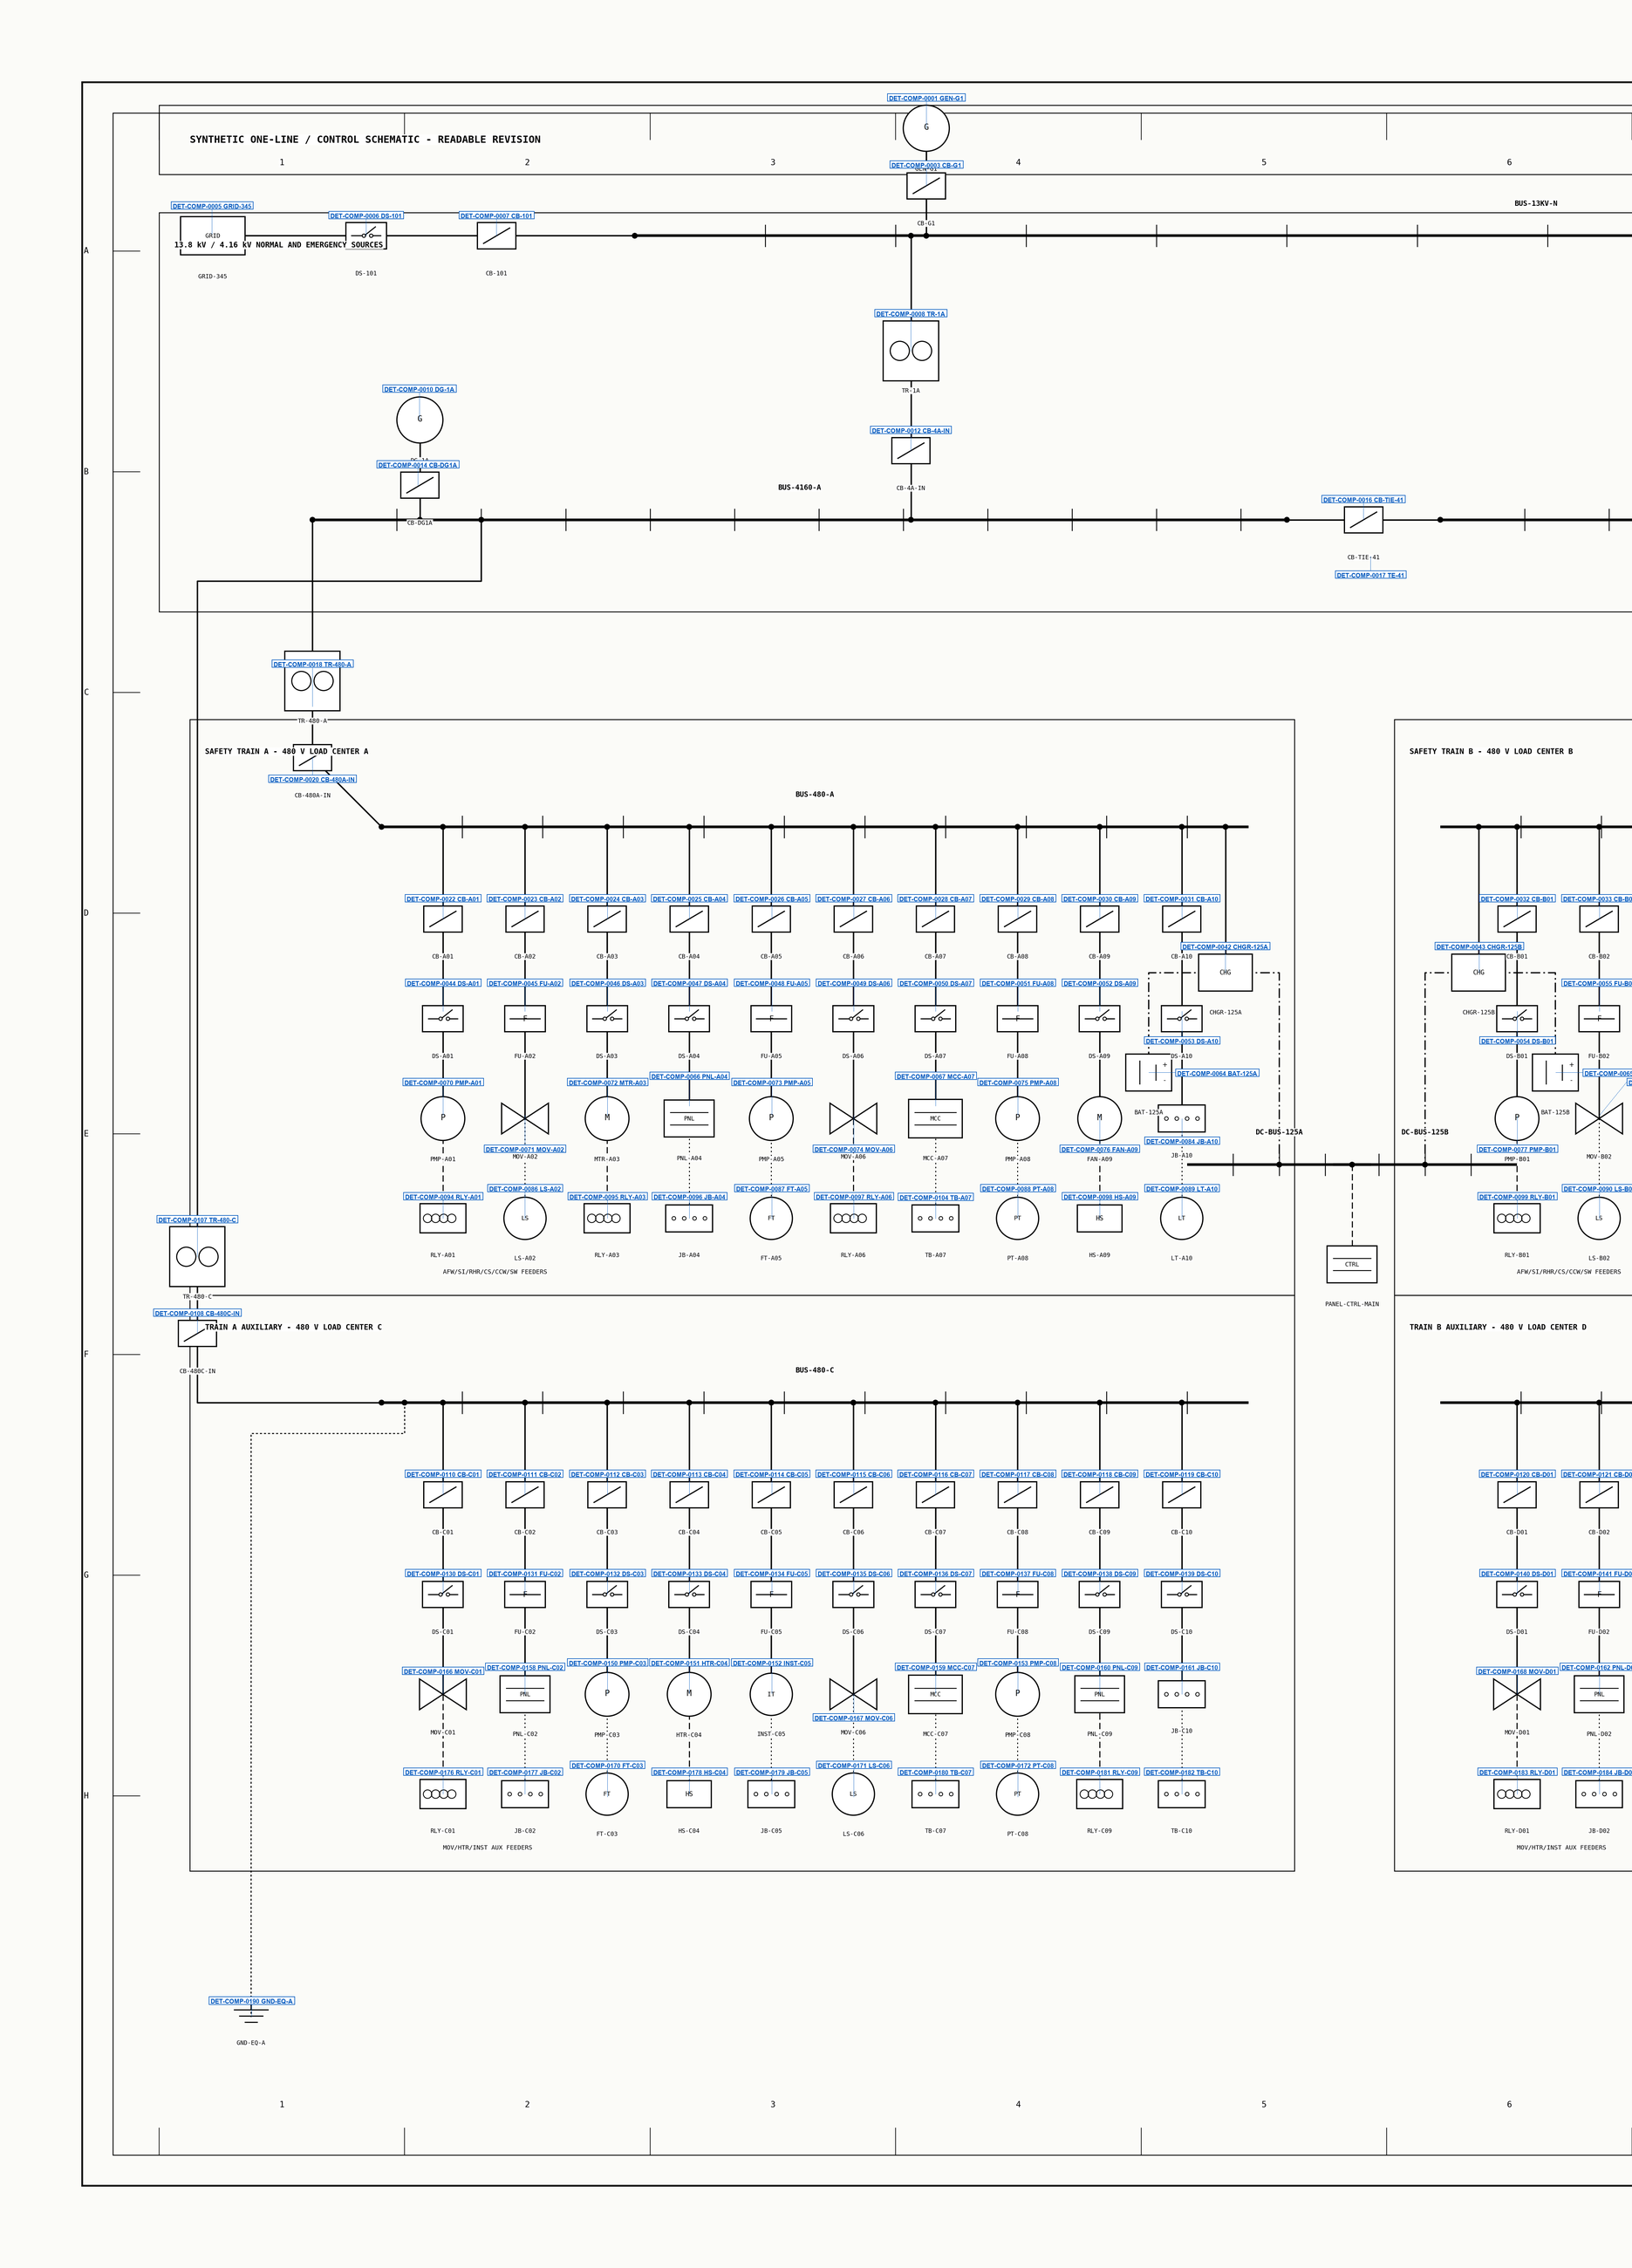 DET-COMP-0001 GEN-G1
G
SYNTHETIC ONE-LINE / CONTROL SCHEMATIC - READABLE REVISION
1 2 3 4 5 6
DET-COMP-0003 CB-G1
BUS-13KV-N
DET-COMP-0005 GRID-345
DET-COMP-0006 DS-101
DET-COMP-0007 CB-101
CB-G1
GRID
13.8 kV / 4.16 kV NORMAL AND EMERGENCY SOURCES
A
GRID-345
DS-101
CB-101
DET-COMP-0008 TR-1A
TR-1A
DET-COMP-0010 DG-1A
G
DET-COMP-0012 CB-4A-IN
DET-COMP-0014 CB-DG1A
B
BUS-4160-A
CB-4A-IN
DET-COMP-0016 CB-TIE-41
CB-DG1A
CB-TIE-41
DET-COMP-0017 TE-41
DET-COMP-0018 TR-480-A
C
TR-480-A
SAFETY TRAIN A - 480 V LOAD CENTER A
SAFETY TRAIN B - 480 V LOAD CENTER B
DET-COMP-0020 CB-480A-IN
CB-480A-IN
BUS-480-A
DET-COMP-0022 CB-A01 DET-COMP-0023 CB-A02 DET-COMP-0024 CB-A03 DET-COMP-0025 CB-A04 DET-COMP-0026 CB-A05 DET-COMP-0027 CB-A06 DET-COMP-0028 CB-A07 DET-COMP-0029 CB-A08 DET-COMP-0030 CB-A09 DET-COMP-0031 CB-A10 DET-COMP-0032 CB-B01 DET-COMP-0033 CB-B0
D
DET-COMP-0042 CHGR-125A DET-COMP-0043 CHGR-125B
CB-A01 CB-A02 CB-A03 CB-A04 CB-A05 CB-A06 CB-A07 CB-A08 CB-A09 CB-A10 CB-B01 CB-B02
CHG CHG
DET-COMP-0044 DS-A01 DET-COMP-0045 FU-A02 DET-COMP-0046 DS-A03 DET-COMP-0047 DS-A04 DET-COMP-0048 FU-A05 DET-COMP-0049 DS-A06 DET-COMP-0050 DS-A07 DET-COMP-0051 FU-A08 DET-COMP-0052 DS-A09 DET-COMP-0055 FU-B0
CHGR-125A CHGR-125B
F F F F
DET-COMP-0053 DS-A10 DET-COMP-0054 DS-B01
DS-A01 FU-A02 DS-A03 DS-A04 FU-A05 DS-A06 DS-A07 FU-A08 DS-A09 DS-A10 DS-B01 FU-B02
+ +
DET-COMP-0064 BAT-125A DET-COMP-0065
- -
DET-COMP-0070 PMP-A01 DET-COMP-0072 MTR-A03 DET-COMP-0066 PNL-A04 DET-COMP-0073 PMP-A05 DET-COMP-0067 MCC-A07 DET-COMP-0075 PMP-A08
BAT-125A BAT-125B
P M PNL P MCC P M P
E
DC-BUS-125A DC-BUS-125B
DET-COMP-0071 MOV-A02 DET-COMP-0074 MOV-A06 DET-COMP-0076 FAN-A09 DET-COMP-0084 JB-A10 DET-COMP-0077 PMP-B01
PMP-A01 MOV-A02 MTR-A03 PNL-A04 PMP-A05 MOV-A06 MCC-A07 PMP-A08 FAN-A09 JB-A10 PMP-B01 MOV-B02
DET-COMP-0094 RLY-A01 DET-COMP-0086 LS-A02 DET-COMP-0095 RLY-A03 DET-COMP-0096 JB-A04 DET-COMP-0087 FT-A05 DET-COMP-0097 RLY-A06 DET-COMP-0104 TB-A07 DET-COMP-0088 PT-A08 DET-COMP-0098 HS-A09 DET-COMP-0089 LT-A10 DET-COMP-0099 RLY-B01 DET-COMP-0090 LS-B0
LS FT PT HS LT LS
DET-COMP-0107 TR-480-C
RLY-A01 LS-A02 RLY-A03 JB-A04 FT-A05 RLY-A06 TB-A07 PT-A08 HS-A09 LT-A10 RLY-B01 LS-B02
CTRL
AFW/SI/RHR/CS/CCW/SW FEEDERS AFW/SI/RHR/CS/CCW/SW FEEDERS
TR-480-C
PANEL-CTRL-MAIN
DET-COMP-0108 CB-480C-IN
TRAIN A AUXILIARY - 480 V LOAD CENTER C
TRAIN B AUXILIARY - 480 V LOAD CENTER D
F
CB-480C-IN
BUS-480-C
DET-COMP-0110 CB-C01 DET-COMP-0111 CB-C02 DET-COMP-0112 CB-C03 DET-COMP-0113 CB-C04 DET-COMP-0114 CB-C05 DET-COMP-0115 CB-C06 DET-COMP-0116 CB-C07 DET-COMP-0117 CB-C08 DET-COMP-0118 CB-C09 DET-COMP-0119 CB-C10 DET-COMP-0120 CB-D01 DET-COMP-0121 CB-D0
CB-C01 CB-C02 CB-C03 CB-C04 CB-C05 CB-C06 CB-C07 CB-C08 CB-C09 CB-C10 CB-D01 CB-D02
G
DET-COMP-0130 DS-C01 DET-COMP-0131 FU-C02 DET-COMP-0132 DS-C03 DET-COMP-0133 DS-C04 DET-COMP-0134 FU-C05 DET-COMP-0135 DS-C06 DET-COMP-0136 DS-C07 DET-COMP-0137 FU-C08 DET-COMP-0138 DS-C09 DET-COMP-0139 DS-C10 DET-COMP-0140 DS-D01 DET-COMP-0141 FU-D0
F F F F
DS-C01 FU-C02 DS-C03 DS-C04 FU-C05 DS-C06 DS-C07 FU-C08 DS-C09 DS-C10 DS-D01 FU-D02
DET-COMP-0166 MOV-C01 DET-COMP-0158 PNL-C02 DET-COMP-0150 PMP-C03 DET-COMP-0151 HTR-C04 DET-COMP-0152 INST-C05 DET-COMP-0159 MCC-C07 DET-COMP-0153 PMP-C08 DET-COMP-0160 PNL-C09 DET-COMP-0161 JB-C10 DET-COMP-0168 MOV-D01 DET-COMP-0162 PNL-D0
PNL P M IT MCC P PNL PNL
DET-COMP-0167 MOV-C06
MOV-C01 PNL-C02 PMP-C03 HTR-C04 INST-C05 MOV-C06 MCC-C07 PMP-C08 PNL-C09 JB-C10 MOV-D01 PNL-D02
DET-COMP-0176 RLY-C01 DET-COMP-0177 JB-C02 DET-COMP-0170 FT-C03 DET-COMP-0178 HS-C04 DET-COMP-0179 JB-C05 DET-COMP-0171 LS-C06 DET-COMP-0180 TB-C07 DET-COMP-0172 PT-C08 DET-COMP-0181 RLY-C09 DET-COMP-0182 TB-C10 DET-COMP-0183 RLY-D01 DET-COMP-0184 JB-D0
H
FT HS LS PT
RLY-C01 JB-C02 FT-C03 HS-C04 JB-C05 LS-C06 TB-C07 PT-C08 RLY-C09 TB-C10 RLY-D01 JB-D02
MOV/HTR/INST AUX FEEDERS MOV/HTR/INST AUX FEEDERS
DET-COMP-0190 GND-EQ-A
GND-EQ-A
1 2 3 4 5 6